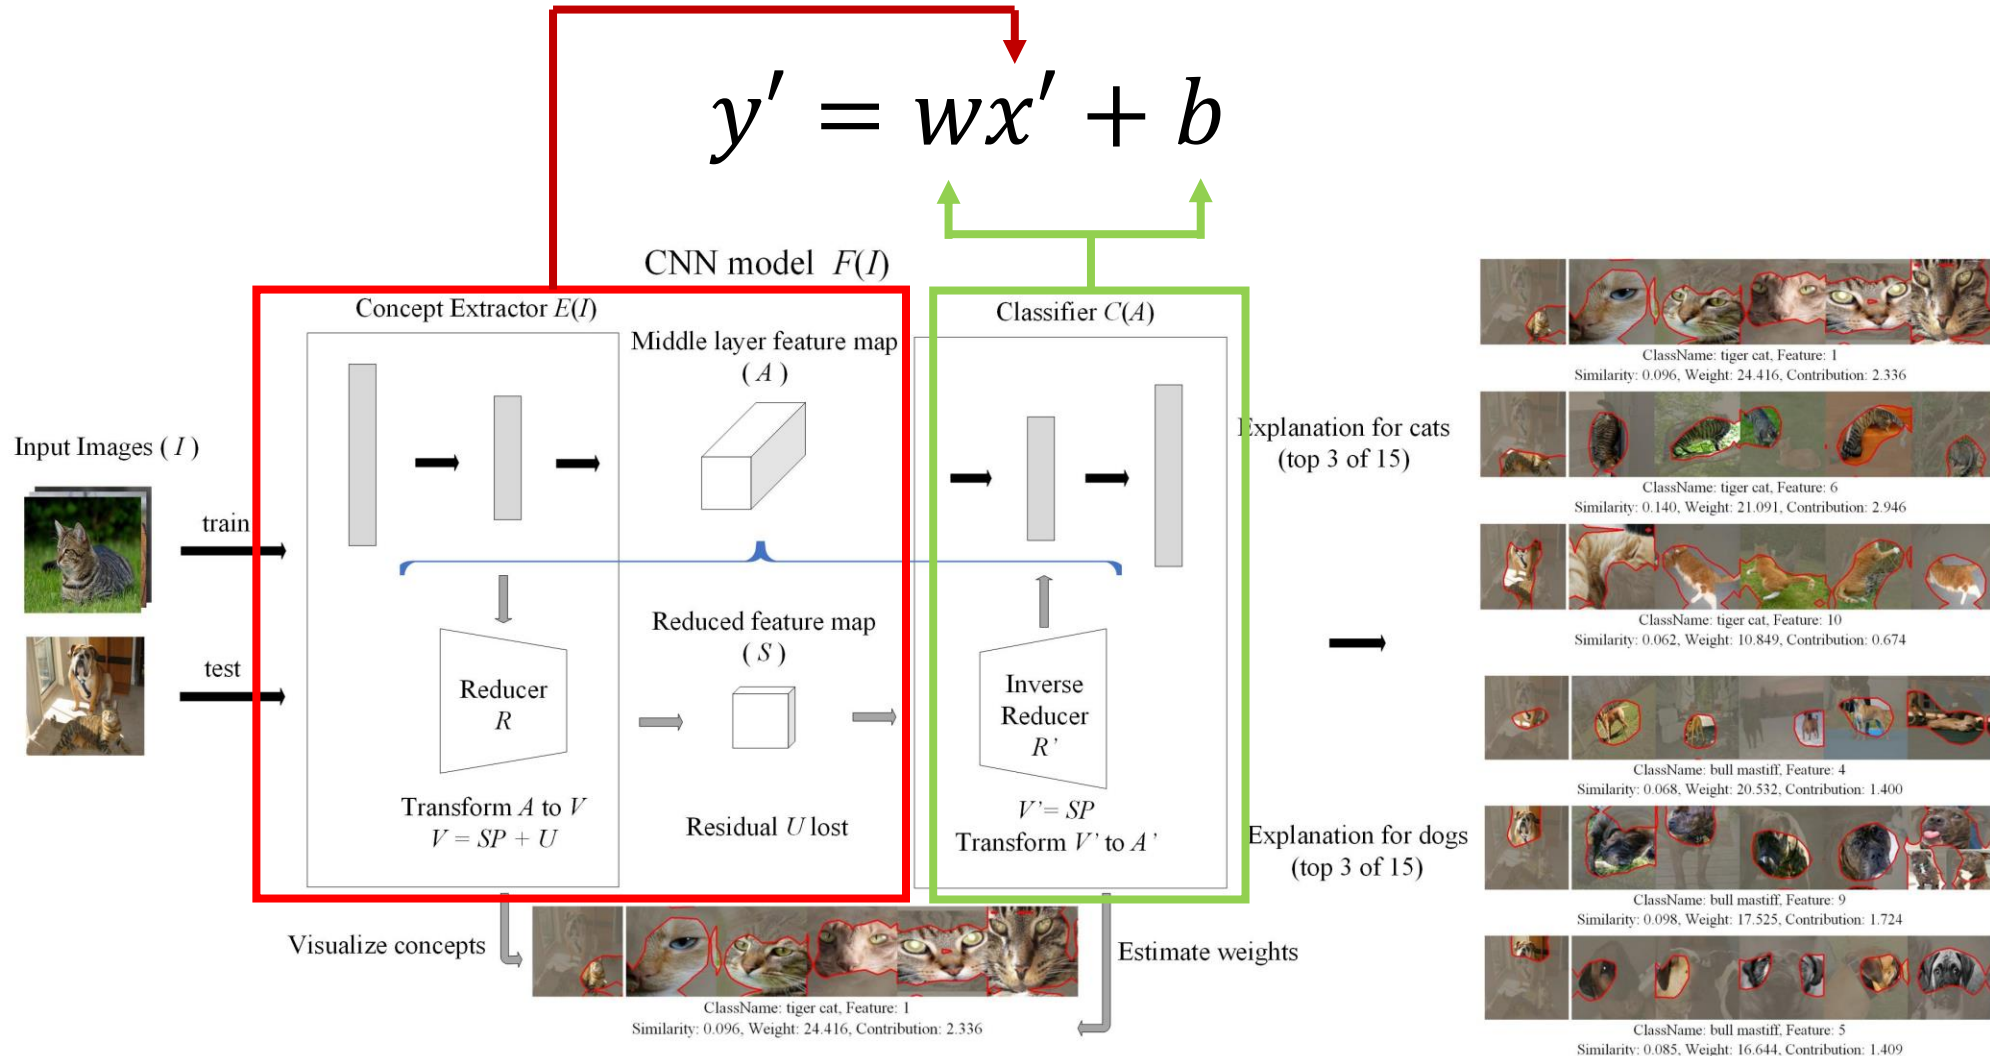 y′ = wx′ + b
CNN model F(I)
Concept Extractor E(I)
Middle layer feature map
( A )
Classifier C(A)
Input Images ( I )
train
test
Reducer
R
Transform A to V
V = SP + U
Reduced feature map
( S )
Residual U lost
Inverse
Reducer
R’
V’= SP
Transform V’ to A’
Visualize concepts
Estimate weights
ClassName: tiger cat, Feature: 1
Similarity: 0.096, Weight: 24.416, Contribution: 2.336
Explanation for cats
(top 3 of 15)
Explanation for dogs
(top 3 of 15)
ClassName: tiger cat, Feature: 1
Similarity: 0.096, Weight: 24.416, Contribution: 2.336
ClassName: tiger cat, Feature: 6
Similarity: 0.140, Weight: 21.091, Contribution: 2.946
ClassName: tiger cat, Feature: 10
Similarity: 0.062, Weight: 10.849, Contribution: 0.674
ClassName: bull mastiff, Feature: 4
Similarity: 0.068, Weight: 20.532, Contribution: 1.400
ClassName: bull mastiff, Feature: 9
Similarity: 0.098, Weight: 17.525, Contribution: 1.724
ClassName: bull mastiff, Feature: 5
Similarity: 0.085, Weight: 16.644, Contribution: 1.409